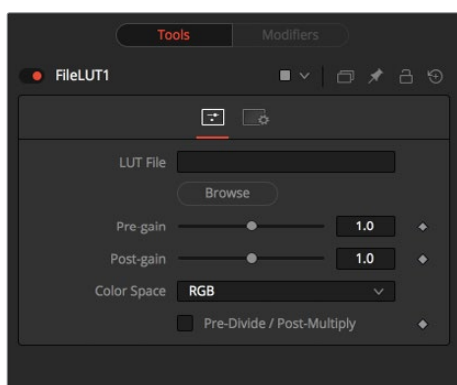 Tools Modifiers
FileLUT1
LUT File
Browse
Pre-gain 1.0
Post-gain 1.0
Color Space RGB
Pre-Divide / Post-Multiply